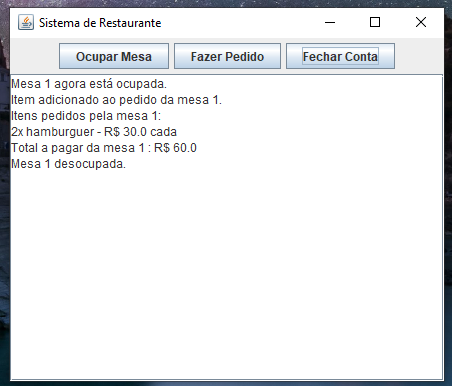 Sistema de Restaurante
Ocupar Mesa Fazer Pedido Fechar Conta
Mesa 1 agora está ocupada.
Item adicionado ao pedido da mesa 1.
Itens pedidos pela mesa 1:
2x hamburguer - R$ 30.0 cada
Total a pagar da mesa 1 : R$ 60.0
Mesa 1 desocupada.